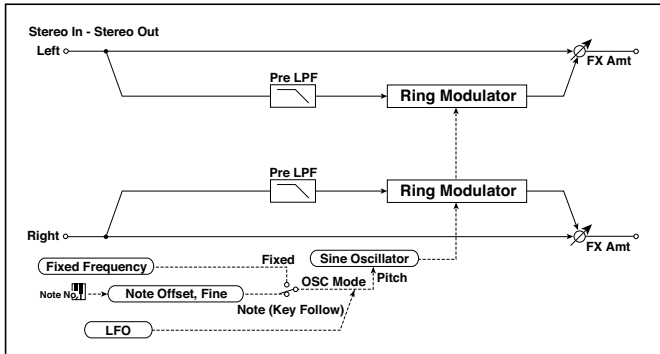 Stereo In - Stereo Out
Left
FX Amt
Pre LPF
Ring Modulator
Pre LPF
Ring Modulator
Right
FX Amt
Fixed Frequency
Fixed
Sine Oscillator
OSC Mode
Pitch
Note No.
Note Offset, Fine
Note (Key Follow)
LFO